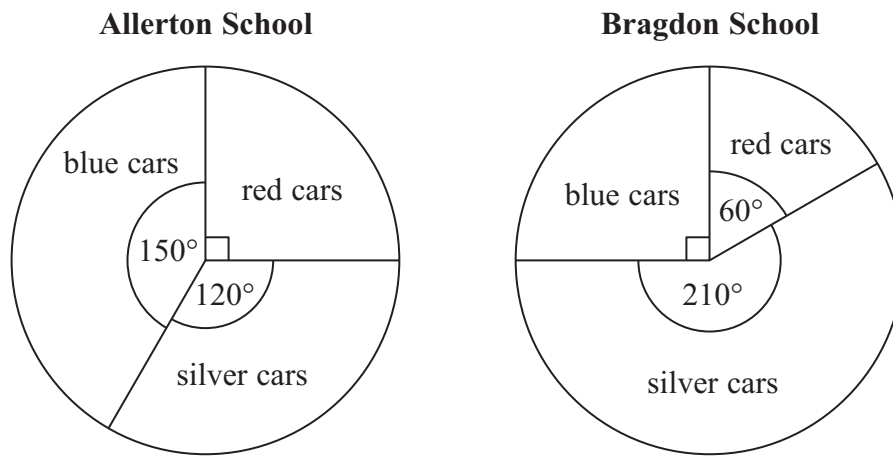 Allerton School
blue cars
red cars
150°
120°
silver cars
Bragdon School
red cars
blue cars
60°
210°
silver cars